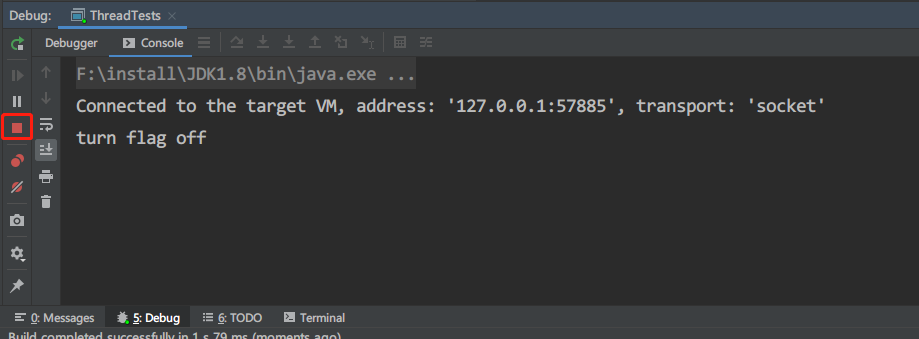 Debug: ThreadTests
Debugger Console
F:\install\JDK1.8\bin\java.exe ...
Connected to the target VM, address: '127.0.0.1:57885', transport: 'socket'
turn flag off
0: Messages 5: Debug 6: TODO Terminal
Build completed successfully in 1 s 79 ms (moments ago)